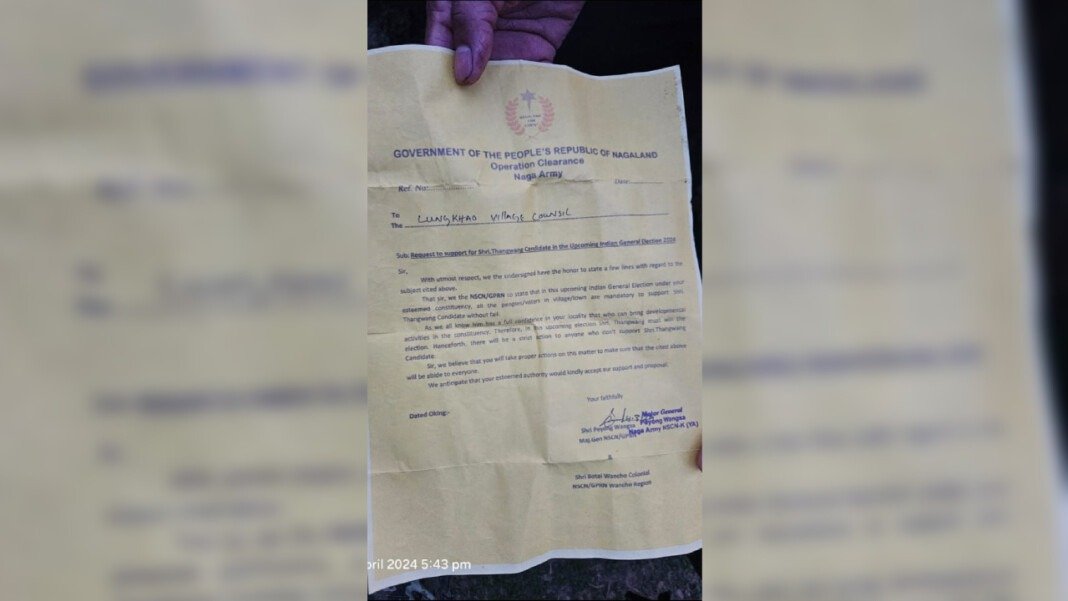 GOVERNMENT OF THE PEOPLE'S REPUBLIC OF NAGALAND
Operation Clearance
Naga Army
Ref. No:............... Date:...............
To
The LUNGKHAO VILLAGE COUNSIL
Sub: Request to support for Shri.Thangwang Candidate in the Upcoming Indian General Election 2024
Sir,
With utmost respect, we the undersigned have the honor to state a few lines with regard to the
subject cited above.
That sir, we the NSCN/GPRN to state that in this upcoming Indian General Election under your
esteemed constituency, all the peoples/voters in village/town are mandatory to support Shri.
Thangwang Candidate without fail.
As we all know him has a full confidence in your locality that who can bring developmental
activities in the constituency. Therefore, in this upcoming election Shri. Thangwang must win the
election. Henceforth, there will be a strict action to anyone who don't support Shri.Thangwang
Candidate.
Sir, we believe that you will take proper actions on this matter to make sure that the cited above
will be abide to everyone.
We anticipate that your esteemed authority would kindly accept our support and proposal.
Your faithfully
Dated Oking:-
Major General
Shri Peyong Wangsa Peyong Wangsa
Maj.Gen NSCN/GPRN Naga Army NSCN-K (YA)
&
Shri Botai Wancho Colonial
NSCN/GPRN Wancho Region
2024 5:43 pm